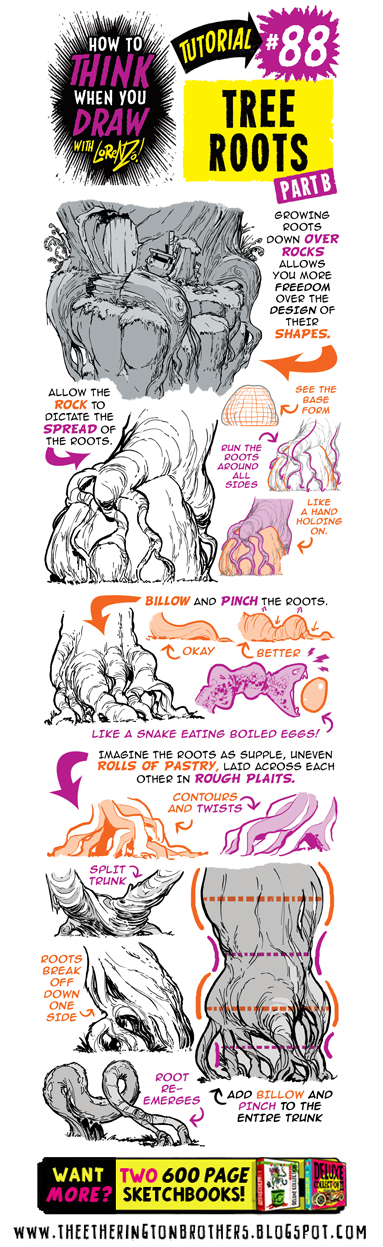 HOW TO
THINK
WHEN YOU
DRAW
WITH LORENZO!
TUTORIAL
#88
TREE
ROOTS
PART B
GROWING
ROOTS
DOWN OVER
ROCKS
ALLOWS
YOU MORE
FREEDOM
OVER THE
DESIGN OF
THEIR
SHAPES.
ALLOW THE
ROCK TO
DICTATE THE
SPREAD OF
THE ROOTS.
SEE THE
BASE
FORM
RUN THE
ROOTS
AROUND
ALL
SIDES
LIKE
A HAND
HOLDING
ON.
BILLOW AND PINCH THE ROOTS.
OKAY
BETTER
LIKE A SNAKE EATING BOILED EGGS!
IMAGINE THE ROOTS AS SUPPLE, UNEVEN
ROLLS OF PASTRY, LAID ACROSS EACH
OTHER IN ROUGH PLAITS.
CONTOURS
AND TWISTS
SPLIT
TRUNK
ROOTS
BREAK
OFF
DOWN
ONE
SIDE
ROOT
RE-
EMERGES
ADD BILLOW AND
PINCH TO THE
ENTIRE TRUNK
WANT
MORE?
TWO 600 PAGE
SKETCHBOOKS!
DELUXE
COLLECTION
WWW.THEETHERINGTONBROTHERS.BLOGSPOT.COM